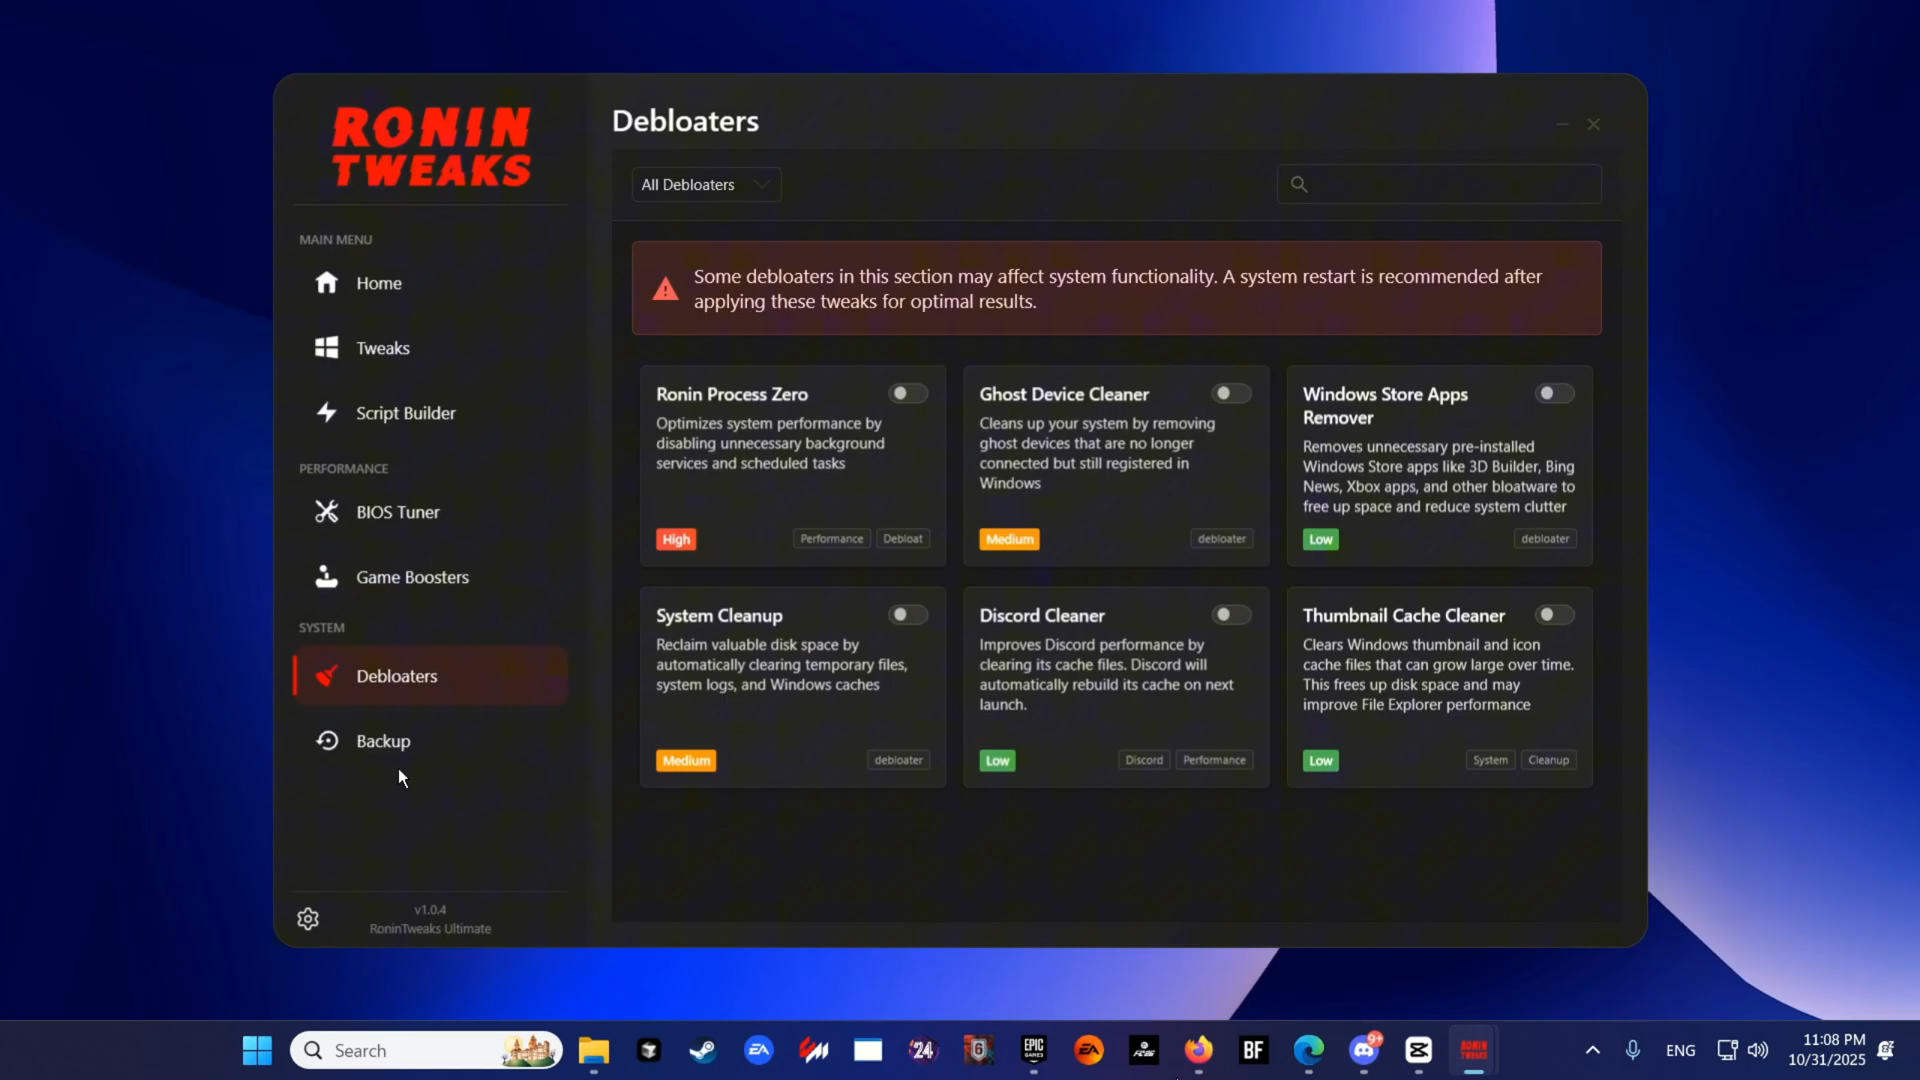 RONIN
TWEAKS
Debloaters
All Debloaters
MAIN MENU
Home
Tweaks
Script Builder
PERFORMANCE
BIOS Tuner
Game Boosters
SYSTEM
Debloaters
Backup
v1.0.4
RoninTweaks Ultimate
Some debloaters in this section may affect system functionality. A system restart is recommended after
applying these tweaks for optimal results.
Ronin Process Zero
Optimizes system performance by
disabling unnecessary background
services and scheduled tasks
High
Performance
Debloat
Ghost Device Cleaner
Cleans up your system by removing
ghost devices that are no longer
connected but still registered in
Windows
Medium
debloater
Windows Store Apps
Remover
Removes unnecessary pre-installed
Windows Store apps like 3D Builder, Bing
News, Xbox apps, and other bloatware to
free up space and reduce system clutter
Low
debloater
System Cleanup
Reclaim valuable disk space by
automatically clearing temporary files,
system logs, and Windows caches
Medium
debloater
Discord Cleaner
Improves Discord performance by
clearing its cache files. Discord will
automatically rebuild its cache on next
launch.
Low
Discord
Performance
Thumbnail Cache Cleaner
Clears Windows thumbnail and icon
cache files that can grow large over time.
This frees up disk space and may
improve File Explorer performance
Low
System
Cleanup
Search
EA
24
6
EPIC
GAMES
EA
BF
9+
RONIN
TWEAKS
ENG
11:08 PM
10/31/2025